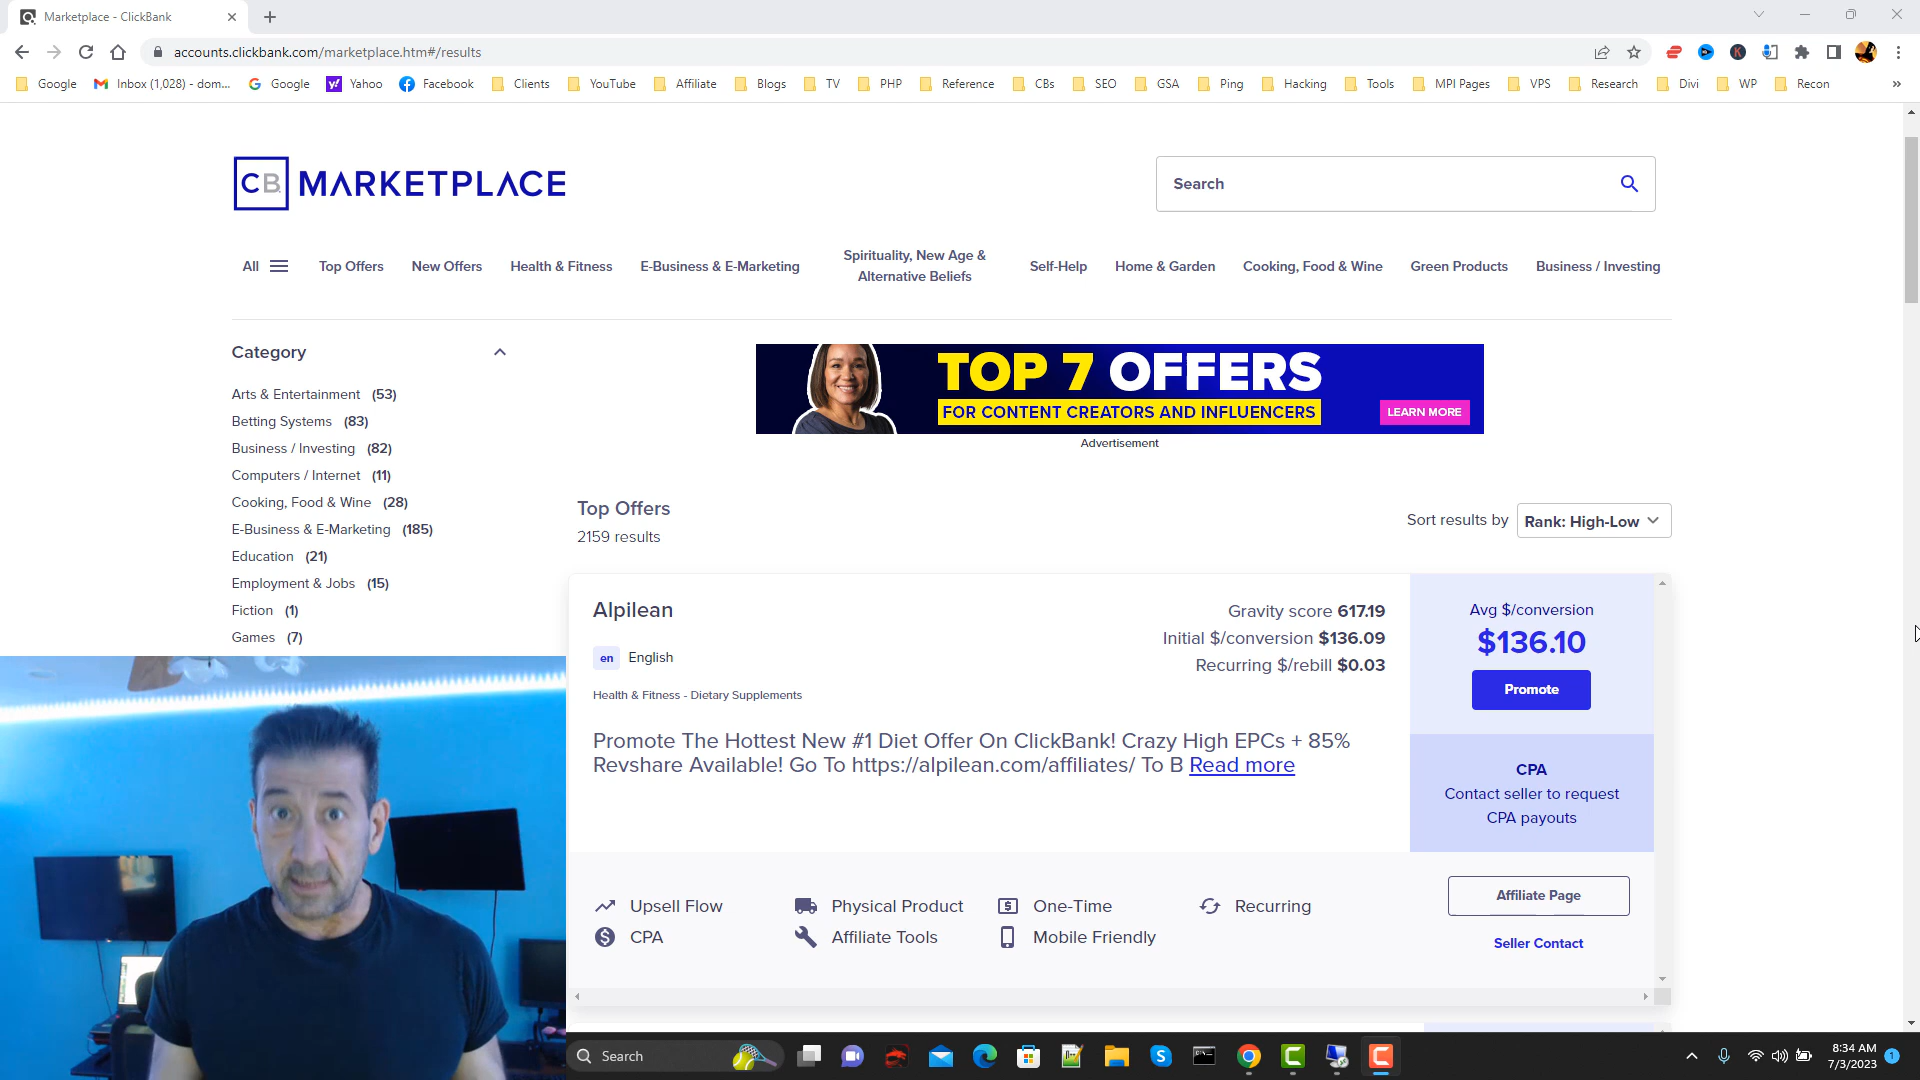 Marketplace - ClickBank
accounts.clickbank.com/marketplace.htm#/results
Google
Inbox (1,028) - dom...
Google
Yahoo
Facebook
Clients
YouTube
Affiliate
Blogs
TV
PHP
Reference
CBs
SEO
GSA
Ping
Hacking
Tools
MPI Pages
VPS
Research
Divi
WP
Recon
CB MARKETPLACE
Search
All
Top Offers
New Offers
Health & Fitness
E-Business & E-Marketing
Spirituality, New Age &
Alternative Beliefs
Self-Help
Home & Garden
Cooking, Food & Wine
Green Products
Business / Investing
Category
Arts & Entertainment (53)
Betting Systems (83)
Business / Investing (82)
Computers / Internet (11)
Cooking, Food & Wine (28)
E-Business & E-Marketing (185)
Education (21)
Employment & Jobs (15)
Fiction (1)
Games (7)
TOP 7 OFFERS
FOR CONTENT CREATORS AND INFLUENCERS
LEARN MORE
Advertisement
Top Offers
2159 results
Sort results by Rank: High-Low
Alpilean
en English
Health & Fitness - Dietary Supplements
Gravity score 617.19
Initial $/conversion $136.09
Recurring $/rebill $0.03
Avg $/conversion
$136.10
Promote
Promote The Hottest New #1 Diet Offer On ClickBank! Crazy High EPCs + 85%
Revshare Available! Go To https://alpilean.com/affiliates/ To B Read more
CPA
Contact seller to request
CPA payouts
Upsell Flow
Physical Product
One-Time
Recurring
CPA
Affiliate Tools
Mobile Friendly
Affiliate Page
Seller Contact
Search
8:34 AM
7/3/2023
1